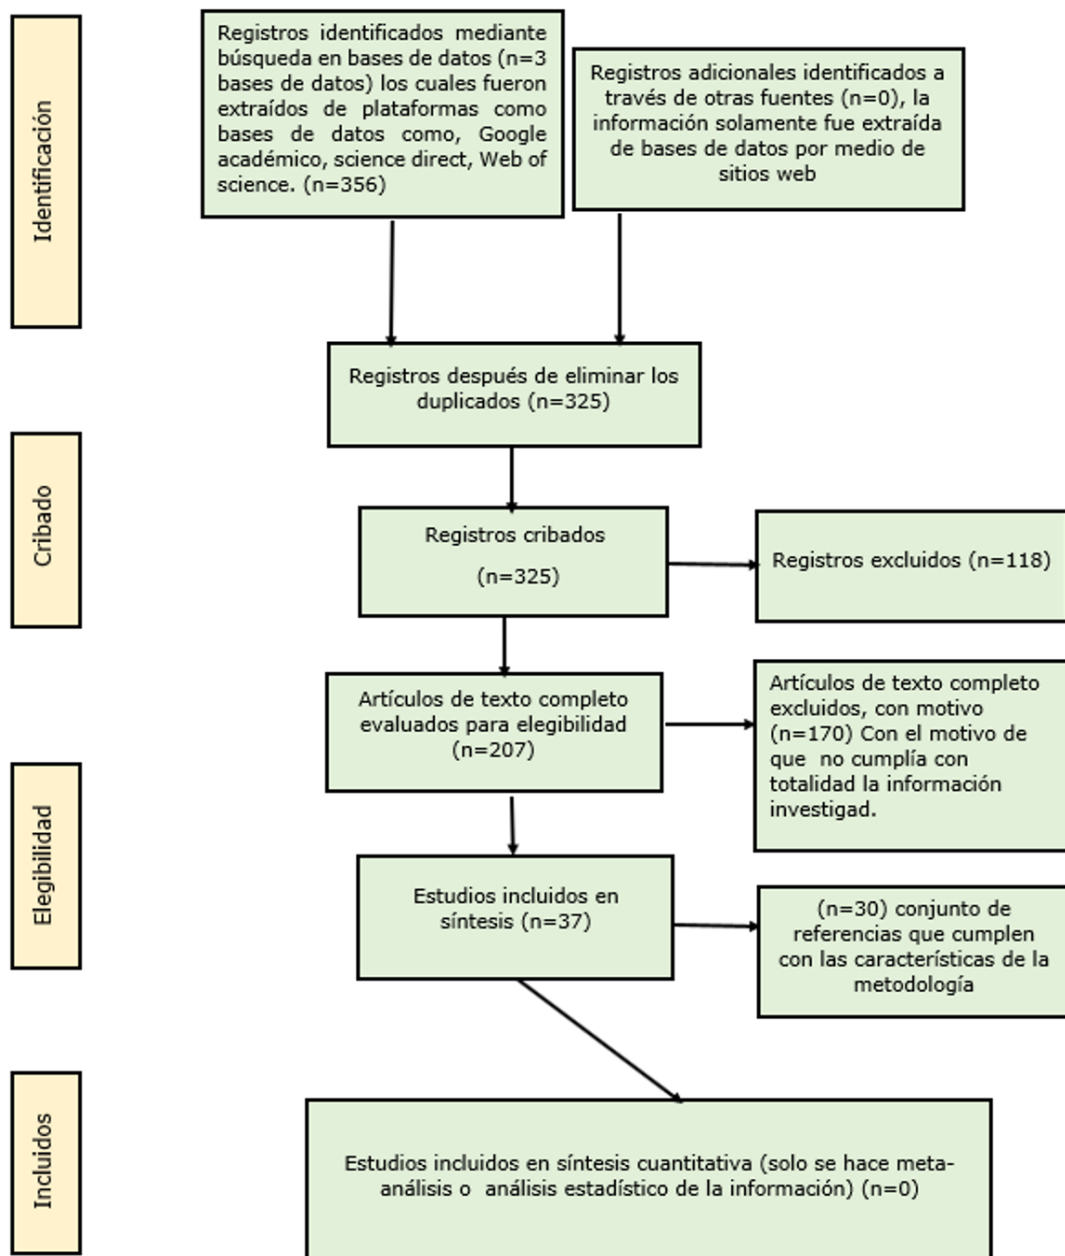 Identificación
Registros identificados mediante
búsqueda en bases de datos (n=3
bases de datos) los cuales fueron
extraídos de plataformas como
bases de datos como, Google
académico, science direct, Web of
science. (n=356)
Registros adicionales identificados a
través de otras fuentes (n=0), la
información solamente fue extraída
de bases de datos por medio de
sitios web
Registros después de eliminar los
duplicados (n=325)
Cribado
Registros cribados
(n=325)
Registros excluidos (n=118)
Artículos de texto completo
evaluados para elegibilidad
(n=207)
Artículos de texto completo
excluidos, con motivo
(n=170) Con el motivo de
que no cumplía con
totalidad la información
investigad.
Elegibilidad
Estudios incluidos en
síntesis (n=37)
(n=30) conjunto de
referencias que cumplen
con las características de la
metodología
Incluidos
Estudios incluidos en síntesis cuantitativa (solo se hace meta-
análisis o análisis estadístico de la información) (n=0)